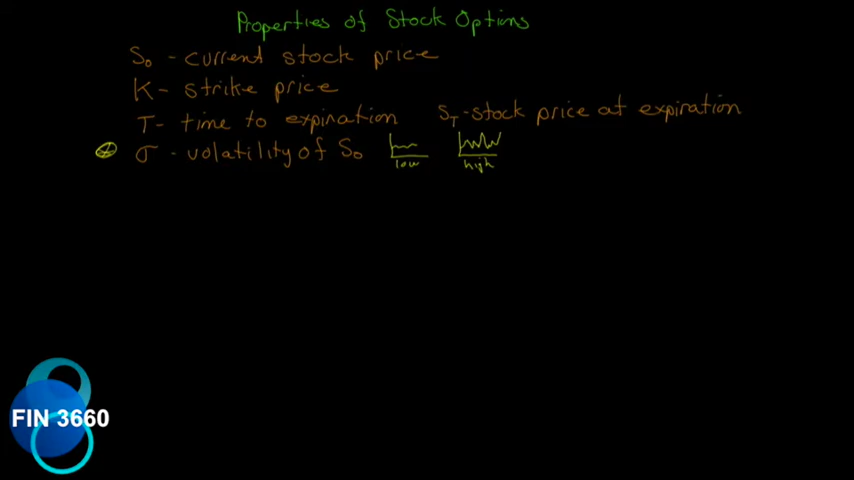 Properties of Stock Options
S₀ - current stock price
K - strike price
T - time to expiration S_T - stock price at expiration
σ - volatility of S₀ low high
FIN 3660